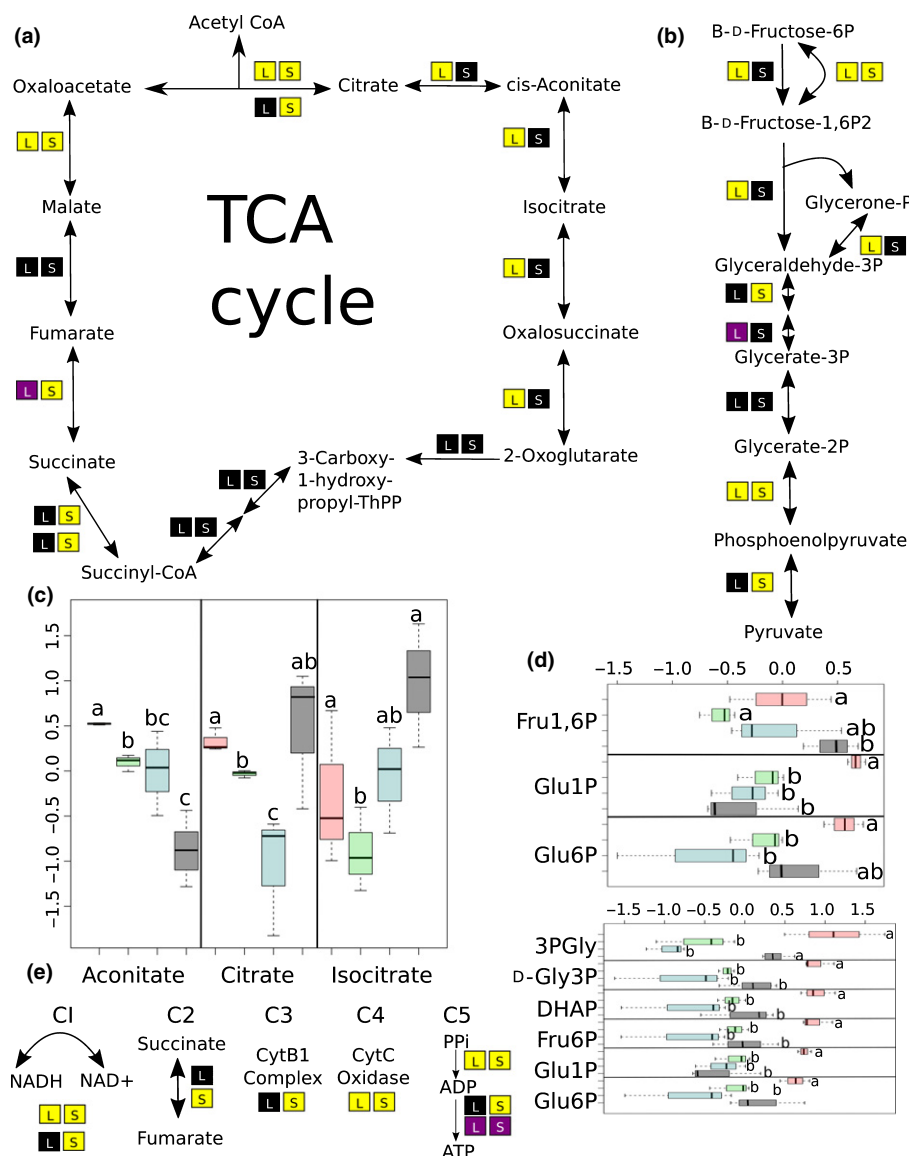 (a)
Acetyl CoA
L S
Oxaloacetate
Citrate
L S
cis-Aconitate
L S
L S
L S
Malate
TCA
cycle
Isocitrate
L S
L S
Fumarate
Oxalosuccinate
L S
L S
Succinate
3-Carboxy-
1-hydroxy-
propyl-ThPP
L S
2-Oxoglutarate
L S
L S
L S
L S
Succinyl-CoA
(b)
B-D-Fructose-6P
L S
L S
B-D-Fructose-1,6P2
L S
Glycerone-P
L S
Glyceraldehyde-3P
L S
L S
Glycerate-3P
L S
Glycerate-2P
L S
Phosphoenolpyruvate
L S
Pyruvate
(c)
1.5
1.0
0.5
0.0
−0.5
−1.0
−1.5
a
b
bc
c
a
b
c
ab
a
b
ab
a
Aconitate
Citrate
Isocitrate
(d)
−1.5 −0.5 0.0 0.5
Fru1,6P
a
a
ab
b
Glu1P
a
b
b
b
Glu6P
a
b
b
ab
−1.5 −1.0 −0.5 0.0 0.5 1.0 1.5
3PGly
a
b
b
a
D-Gly3P
a
b
b
b
DHAP
a
b
b
b
Fru6P
a
b
b
b
Glu1P
a
b
b
b
Glu6P
a
b
b
b
(e)
C1
NADH NAD+
L S
L S
C2
Succinate
L
S
Fumarate
C3
CytB1
Complex
L S
C4
CytC
Oxidase
L S
C5
PPi
L S
ADP
L S
L S
ATP